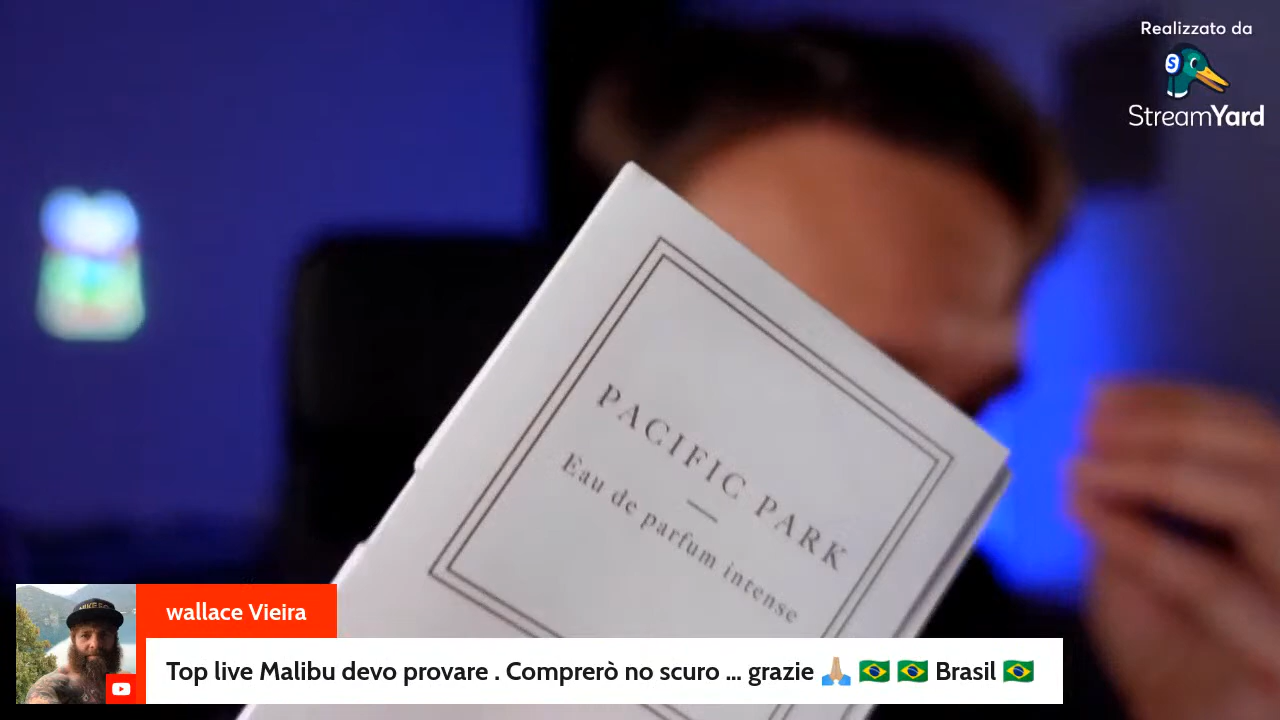 Realizzato da
StreamYard
PACIFIC PARK
Eau de parfum intense
wallace Vieira
Top live Malibu devo provare . Comprerò no scuro ... grazie 🙏🏼 🇧🇷 🇧🇷 Brasil 🇧🇷